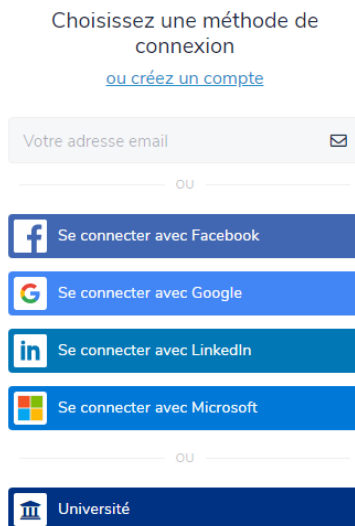 Choisissez une méthode de
connexion
ou créez un compte
Votre adresse email
OU
Se connecter avec Facebook
Se connecter avec Google
Se connecter avec LinkedIn
Se connecter avec Microsoft
OU
Université